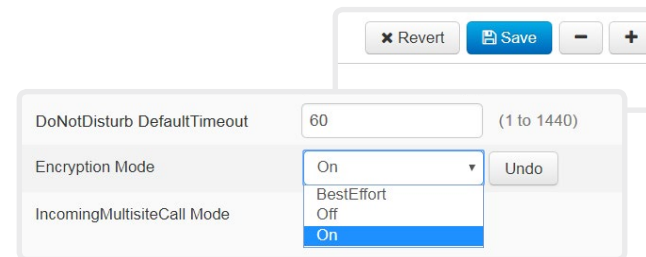 Revert Save
DoNotDisturb DefaultTimeout 60 (1 to 1440)
Encryption Mode On Undo
BestEffort
IncomingMultisiteCall Mode Off
On